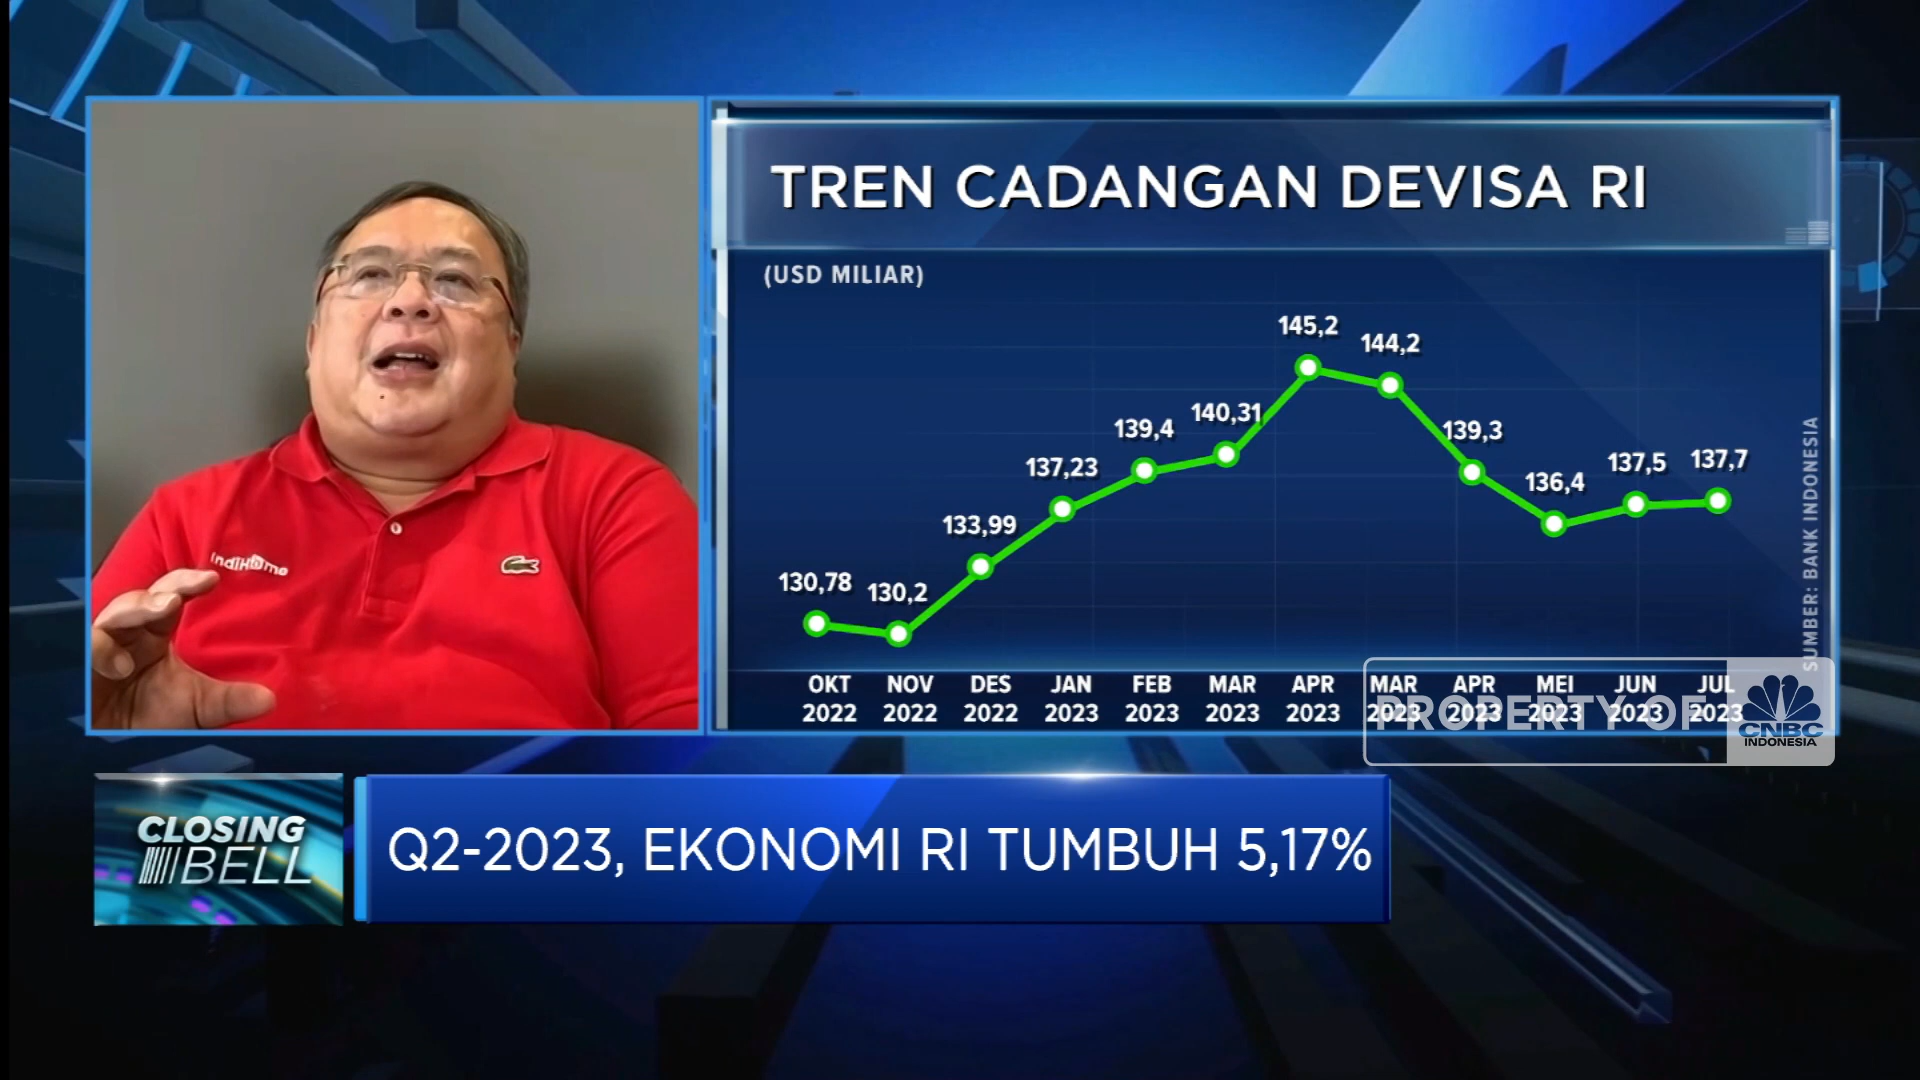 TREN CADANGAN DEVISA RI
(USD MILIAR)
130,78
130,2
133,99
137,23
139,4
140,31
145,2
144,2
139,3
136,4
137,5
137,7
OKT NOV DES JAN FEB MAR APR MAR APR MEI JUN JUL
2022 2022 2022 2023 2023 2023 2023 2023 2023 2023 2023 2023
SUMBER: BANK INDONESIA
PROPERTY OF
CNBC
INDONESIA
IndiHome
CLOSING
BELL
Q2-2023, EKONOMI RI TUMBUH 5,17%